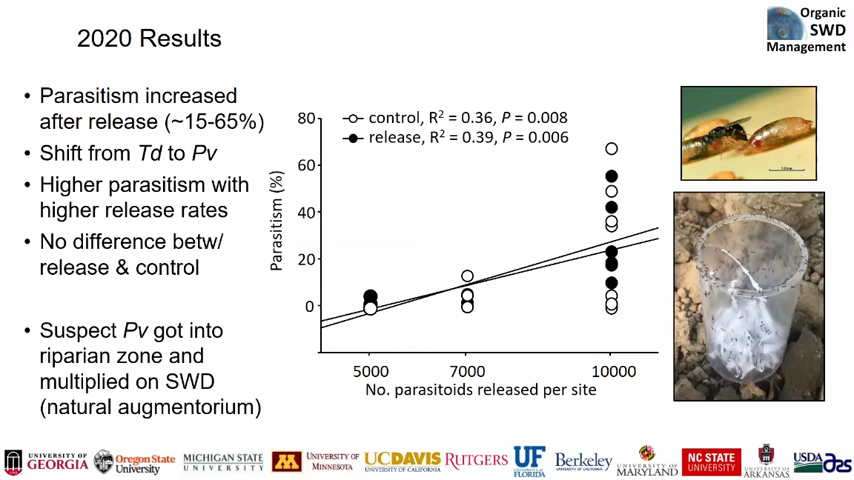 2020 Results
Organic
SWD
Management
• Parasitism increased
after release (~15-65%)
• Shift from Td to Pv
• Higher parasitism with
higher release rates
• No difference betw/
release & control
• Suspect Pv got into
riparian zone and
multiplied on SWD
(natural augmentorium)
control, R² = 0.36, P = 0.008
release, R² = 0.39, P = 0.006
Parasitism (%)
80
60
40
20
0
5000 7000 10000
No. parasitoids released per site
UNIVERSITY OF
GEORGIA
Oregon State
University
MICHIGAN STATE
UNIVERSITY
UNIVERSITY OF
MINNESOTA
UCDAVIS
UNIVERSITY OF CALIFORNIA
RUTGERS
UF
UNIVERSITY of
FLORIDA
Berkeley
UNIVERSITY OF CALIFORNIA
UNIVERSITY OF
MARYLAND
NC STATE
UNIVERSITY
UNIVERSITY OF
ARKANSAS
USDA